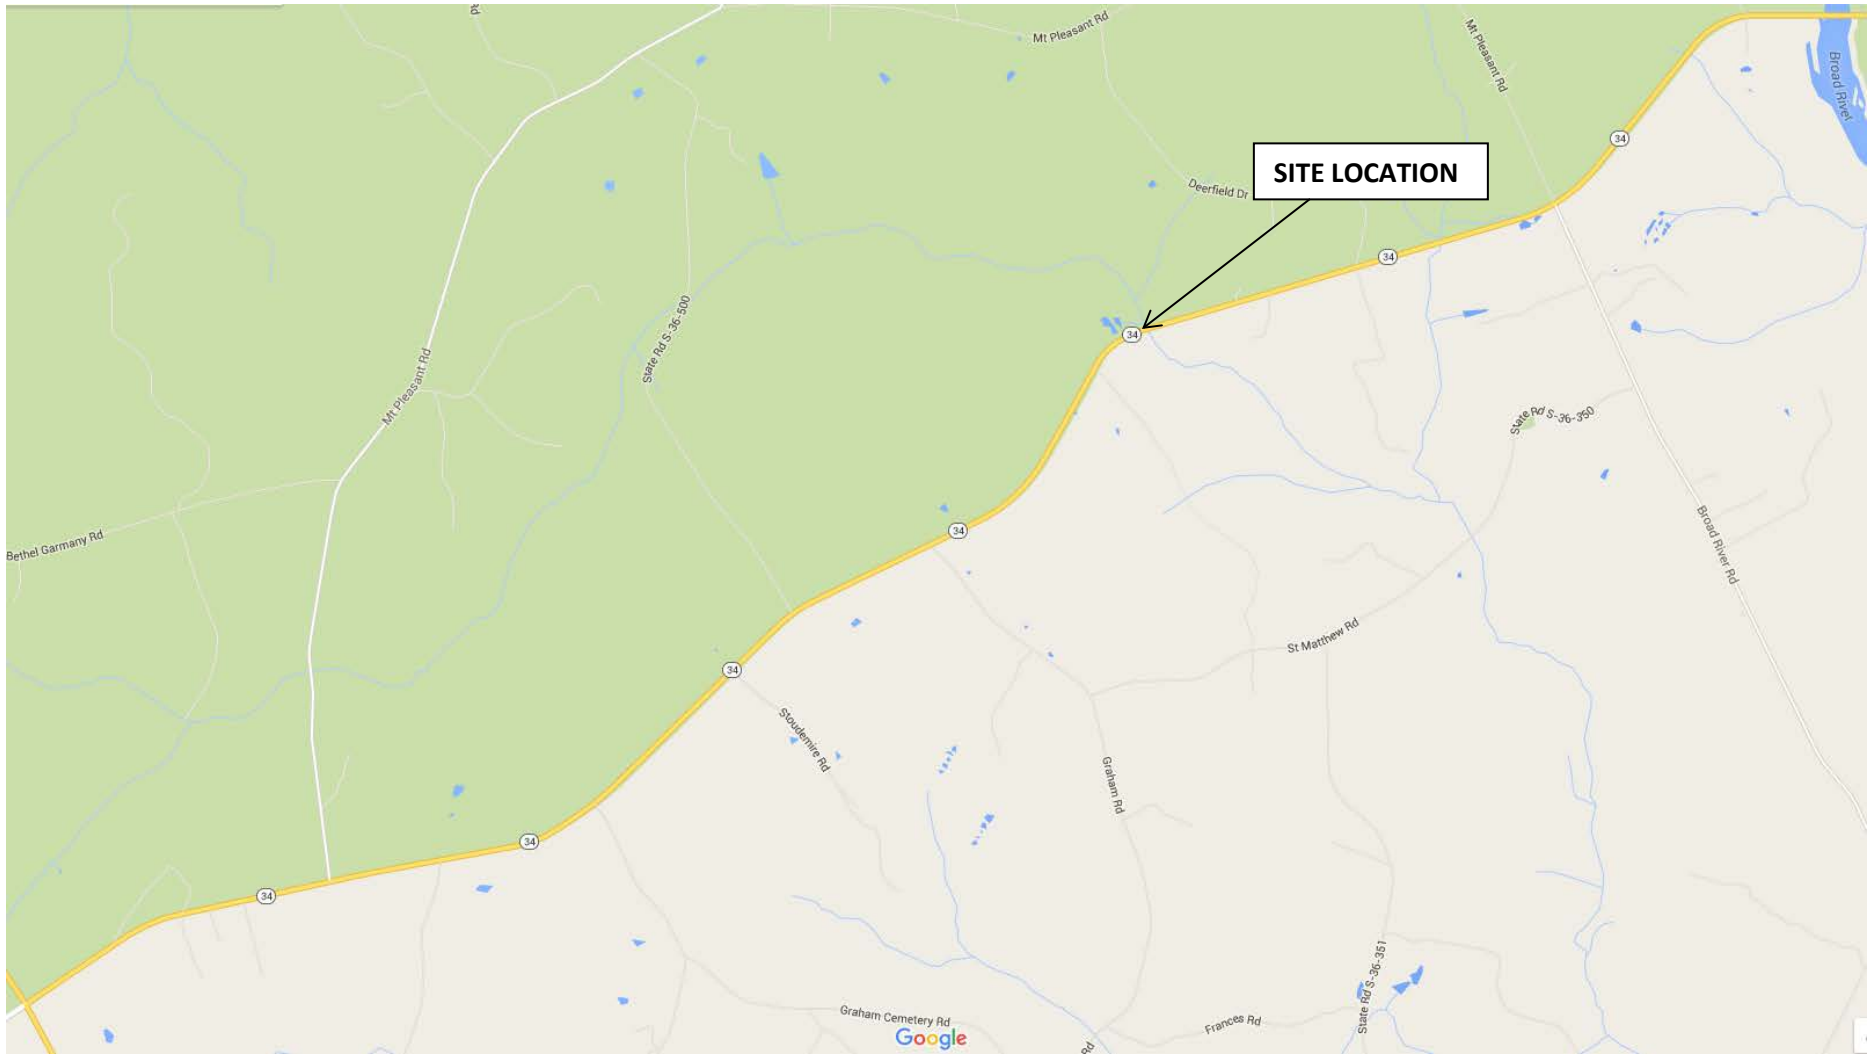 Rd
Mt Pleasant Rd
Mt Pleasant Rd
Broad River
34
SITE LOCATION
Deerfield Dr
34
State Rd S-36-500
34
Mt Pleasant Rd
State Rd S-36-350
34
Bethel Garmany Rd
Broad River Rd
St Matthew Rd
34
Stoudemire Rd
Graham Rd
34
34
State Rd S-36-351
Graham Cemetery Rd
Frances Rd
Google
Rd